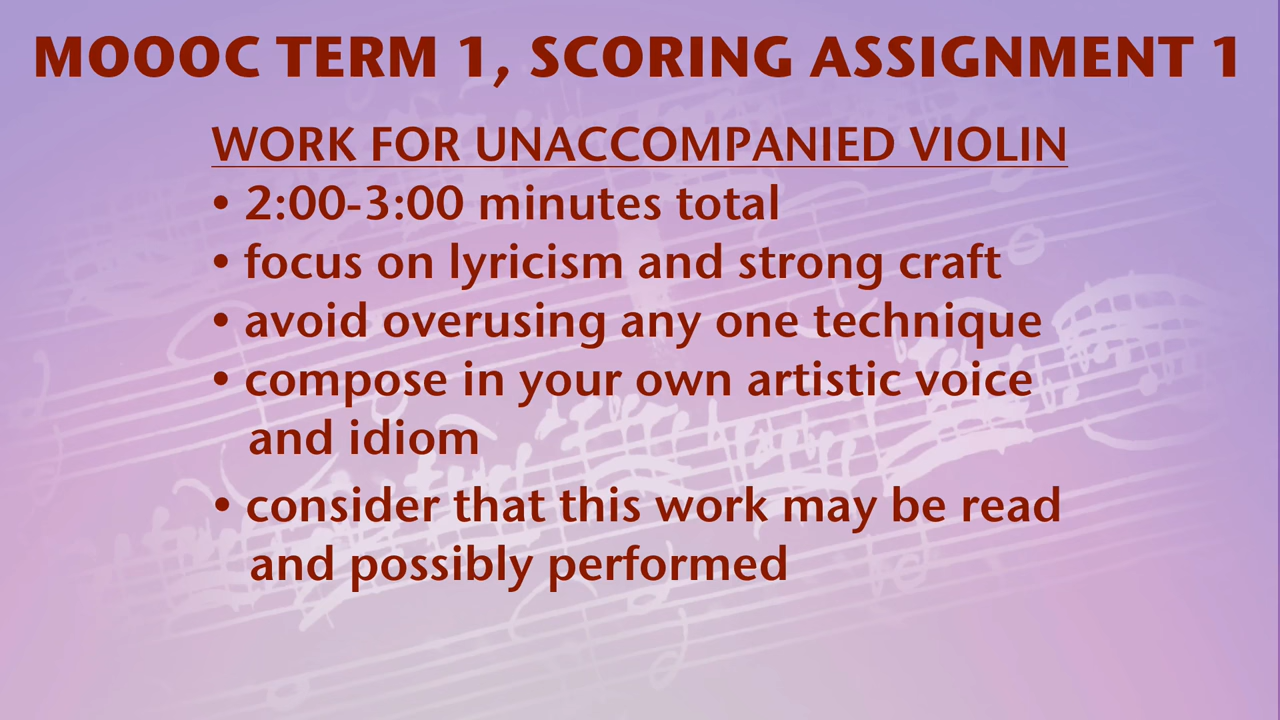 MOOOC TERM 1, SCORING ASSIGNMENT 1
WORK FOR UNACCOMPANIED VIOLIN
• 2:00-3:00 minutes total
• focus on lyricism and strong craft
• avoid overusing any one technique
• compose in your own artistic voice
and idiom
• consider that this work may be read
and possibly performed